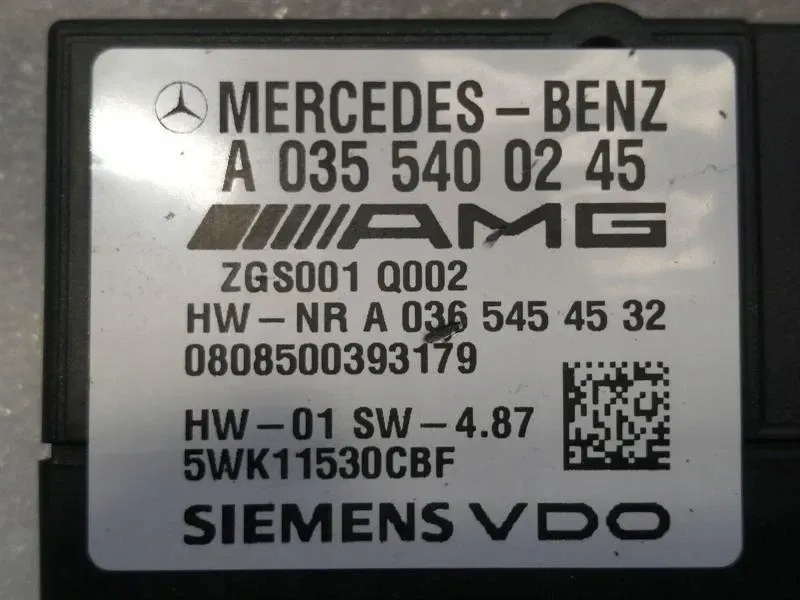 MERCEDES-BENZ
A 035 540 02 45
AMG
ZGS001 Q002
HW-NR A 036 545 45 32
0808500393179
HW-01 SW-4.87
5WK11530CBF
SIEMENS VDO